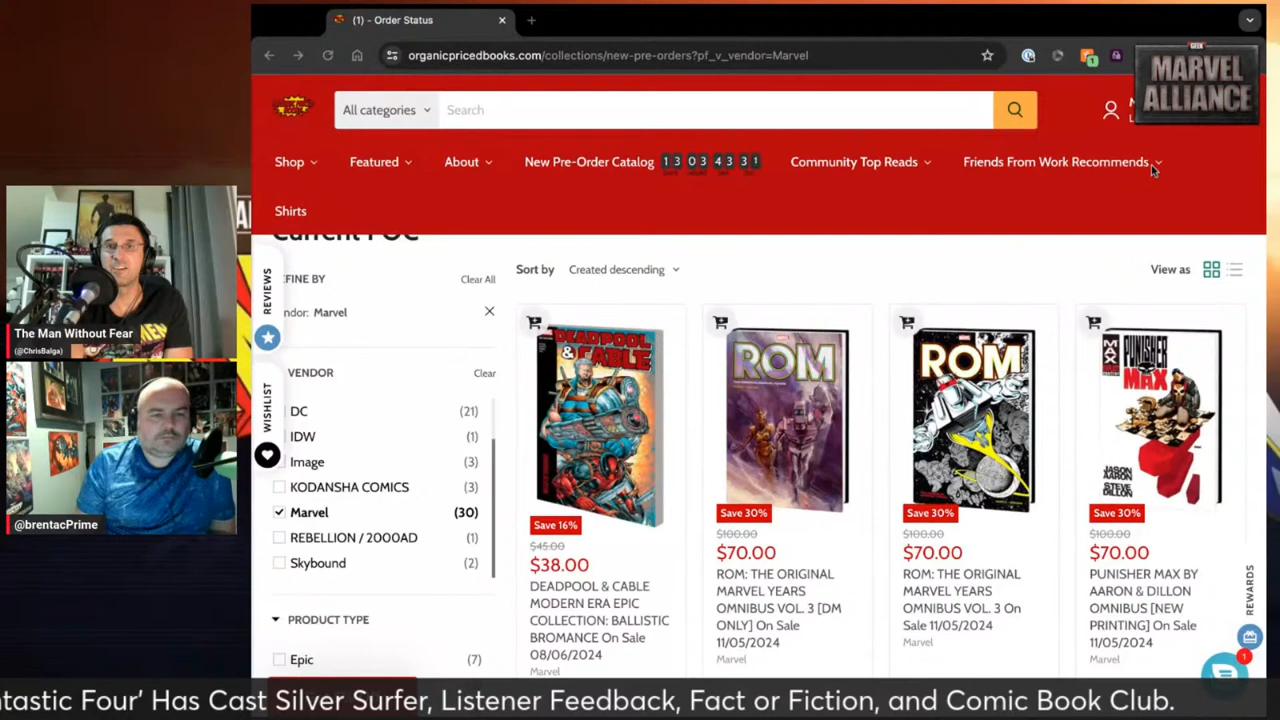 (1) - Order Status
organicpricedbooks.com/collections/new-pre-orders?pf_v_vendor=Marvel
GEEK
MARVEL
ALLIANCE
All categories
Search
Shop
Featured
About
New Pre-Order Catalog
13 03 43 31
Community Top Reads
Friends From Work Recommends
Shirts
Current FOC
REVIEWS
WISHLIST
Clear All
Vendor: Marvel
VENDOR
Clear
DC (21)
IDW (1)
Image (3)
KODANSHA COMICS (3)
Marvel (30)
REBELLION / 2000AD (1)
Skybound (2)
PRODUCT TYPE
Epic (7)
Sort by Created descending
View as
DEADPOOL
& CABLE
Save 16%
$45.00
$38.00
DEADPOOL & CABLE
MODERN ERA EPIC
COLLECTION: BALLISTIC
BROMANCE On Sale
08/06/2024
Marvel
ROM
Save 30%
$100.00
$70.00
ROM: THE ORIGINAL
MARVEL YEARS
OMNIBUS VOL. 3 [DM
ONLY] On Sale
11/05/2024
Marvel
ROM
Save 30%
$100.00
$70.00
ROM: THE ORIGINAL
MARVEL YEARS
OMNIBUS VOL. 3 On
Sale 11/05/2024
Marvel
MAX
PUNISHER
MAX
JASON
AARON
STEVE
DILLON
Save 30%
$100.00
$70.00
PUNISHER MAX BY
AARON & DILLON
OMNIBUS [NEW
PRINTING] On Sale
11/05/2024
Marvel
REWARDS
1
The Man Without Fear
(@ChrisBalga)
@brentacPrime
ntastic Four' Has Cast Silver Surfer, Listener Feedback, Fact or Fiction, and Comic Book Club.